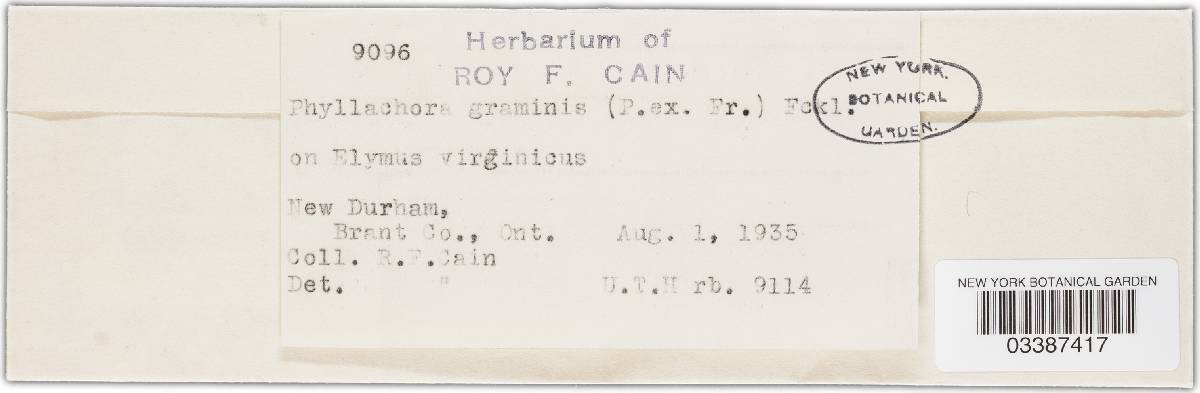 9096 Herbarium of
ROY F. CAIN
Phyllachora graminis (P.ex. Fr.) Fckl.
on Elymus virginicus
New Durham,
Brant Co., Ont. Aug. 1, 1935
Coll. R.F.Cain
Det. " U.T.H rb. 9114
NEW YORK.
BOTANICAL
GARDEN.
NEW YORK BOTANICAL GARDEN
03387417